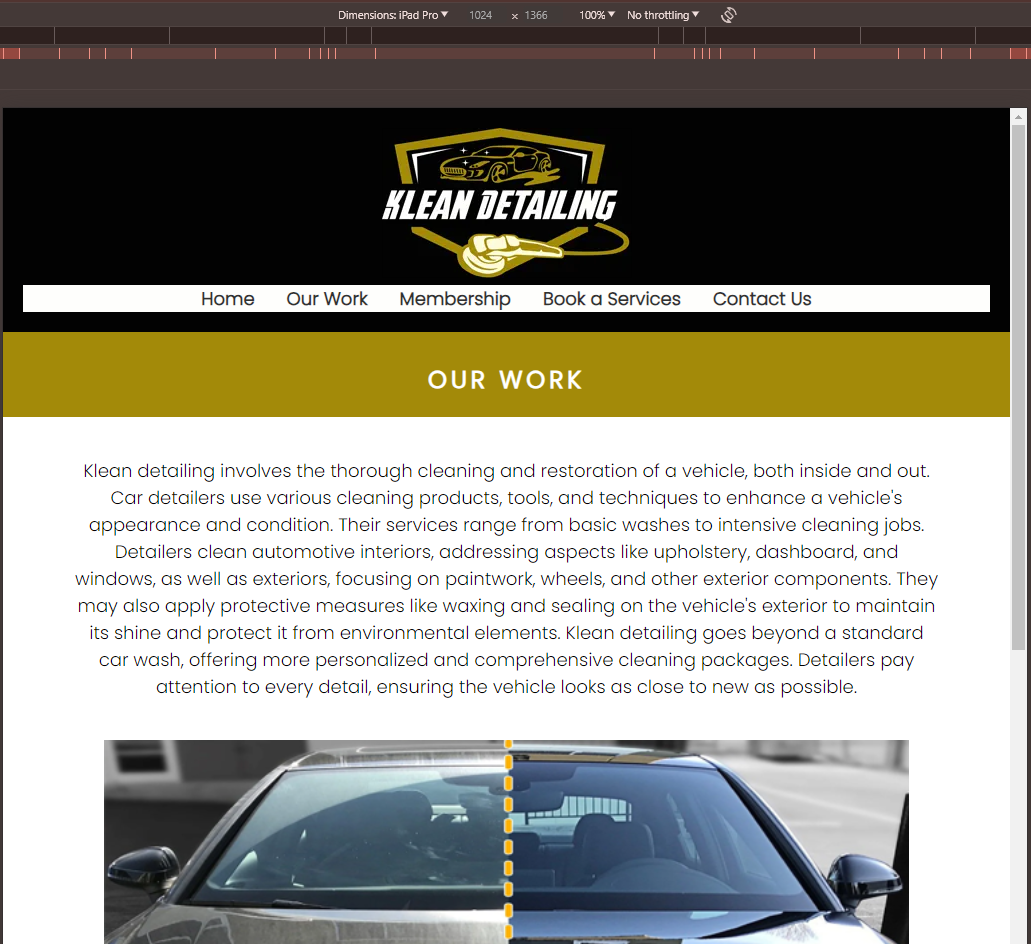 Dimensions: iPad Pro 1024 × 1366 100% No throttling
KLEAN DETAILING
Home Our Work Membership Book a Services Contact Us
OUR WORK
Klean detailing involves the thorough cleaning and restoration of a vehicle, both inside and out.
Car detailers use various cleaning products, tools, and techniques to enhance a vehicle's
appearance and condition. Their services range from basic washes to intensive cleaning jobs.
Detailers clean automotive interiors, addressing aspects like upholstery, dashboard, and
windows, as well as exteriors, focusing on paintwork, wheels, and other exterior components. They
may also apply protective measures like waxing and sealing on the vehicle's exterior to maintain
its shine and protect it from environmental elements. Klean detailing goes beyond a standard
car wash, offering more personalized and comprehensive cleaning packages. Detailers pay
attention to every detail, ensuring the vehicle looks as close to new as possible.